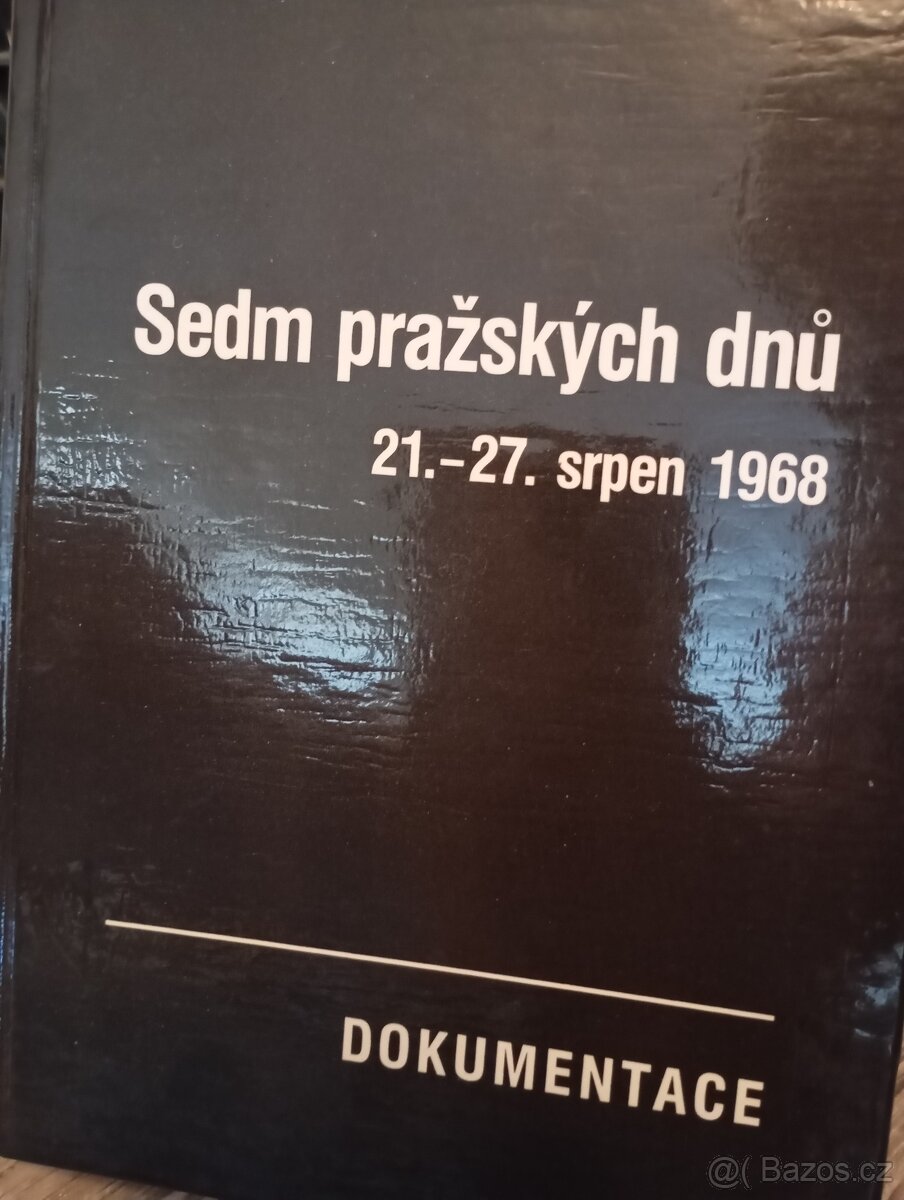 Sedm pražských dnů
21.–27. srpen 1968
DOKUMENTACE
@( Bazos.cz